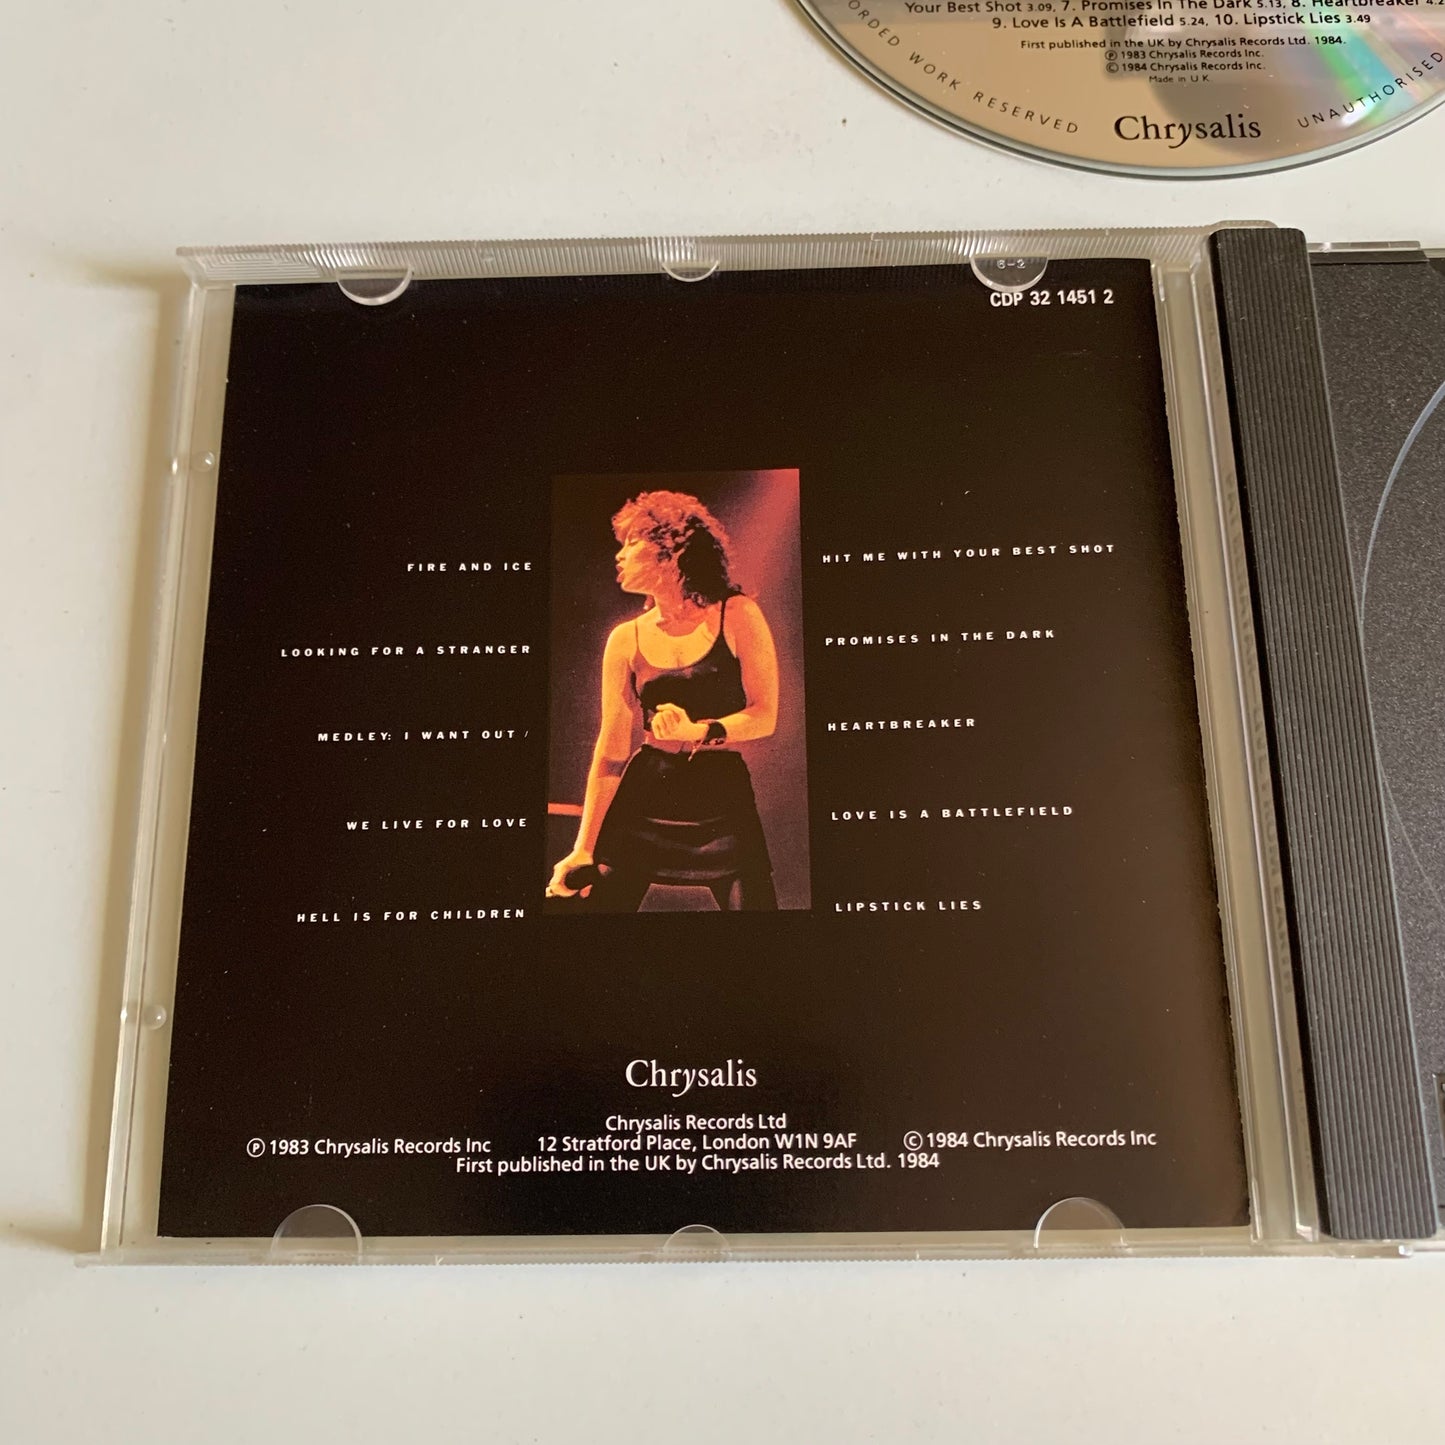 Your Best Shot 3.09, 7. Promises In The Dark 5.13, 8. Heartbreaker
9. Love Is A Battlefield 5.24, 10. Lipstick Lies 3.49
First published in the UK by Chrysalis Records Ltd. 1984.
Ⓟ 1983 Chrysalis Records Inc.
© 1984 Chrysalis Records Inc.
Made in U K
WORK RESERVED
UNAUTHORISED
Chrysalis
6-2
CDP 32 1451 2
FIRE AND ICE
LOOKING FOR A STRANGER
MEDLEY: I WANT OUT /
WE LIVE FOR LOVE
HELL IS FOR CHILDREN
HIT ME WITH YOUR BEST SHOT
PROMISES IN THE DARK
HEARTBREAKER
LOVE IS A BATTLEFIELD
LIPSTICK LIES
Chrysalis
Chrysalis Records Ltd
Ⓟ 1983 Chrysalis Records Inc 12 Stratford Place, London W1N 9AF © 1984 Chrysalis Records Inc
First published in the UK by Chrysalis Records Ltd. 1984